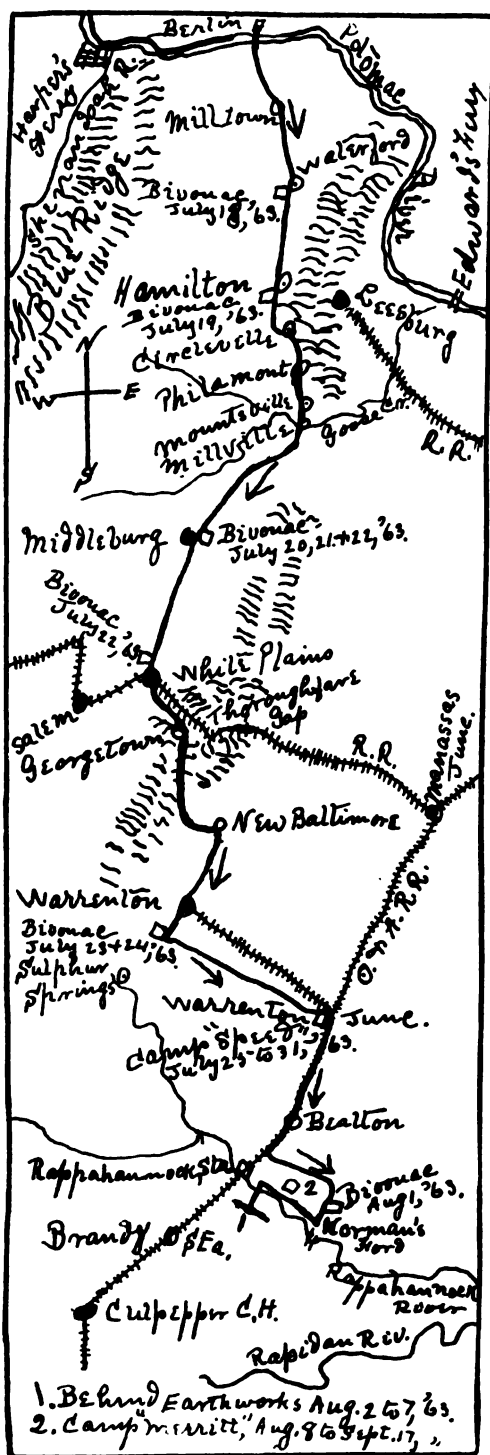 Berlin
Potomac
River
Harper's
Ferry
Shenandoah R.
Blue Ridge
Milltown
Waterford
Bivouac
July 18, '63.
Edwards' Ferry
Hamilton
Bivouac
July 19, '63.
Leesburg
Circleville
N
W
E
S
Philamont
Mountsville
Millville
Goose Cr.
R.R.
Middleburg
Bivouac
July 20, 21 + 22, '63.
Bivouac
July 22, '63.
White Plains
Thoroughfare
Gap
Salem
Georgetown
R.R.
Manassas
Junc.
New Baltimore
O. & A. R.R.
Warrenton
Bivouac
July 23 + 24, '63.
Sulphur
Springs
Warrenton June.
Camp "Speed",
July 25 to 31, '63.
Bealton
Rappahannock Sta.
1
2
Bivouac
Aug 1, '63.
Norman's
Ford
Brandy Sta.
Rappahannock
River
Culpepper C.H.
Rapidan Riv.
1. Behind Earthworks Aug. 2 to 7, '63.
2. Camp "Merritt," Aug. 8 to Sept. 17, "